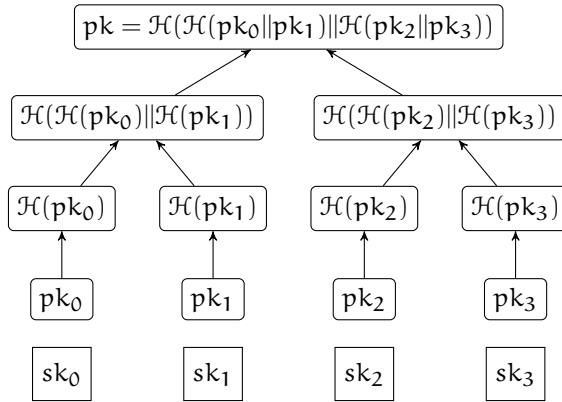 pk = ℋ(ℋ(pk₀||pk₁)||ℋ(pk₂||pk₃))
ℋ(ℋ(pk₀)||ℋ(pk₁)) ℋ(ℋ(pk₂)||ℋ(pk₃))
ℋ(pk₀) ℋ(pk₁) ℋ(pk₂) ℋ(pk₃)
pk₀ pk₁ pk₂ pk₃
sk₀ sk₁ sk₂ sk₃